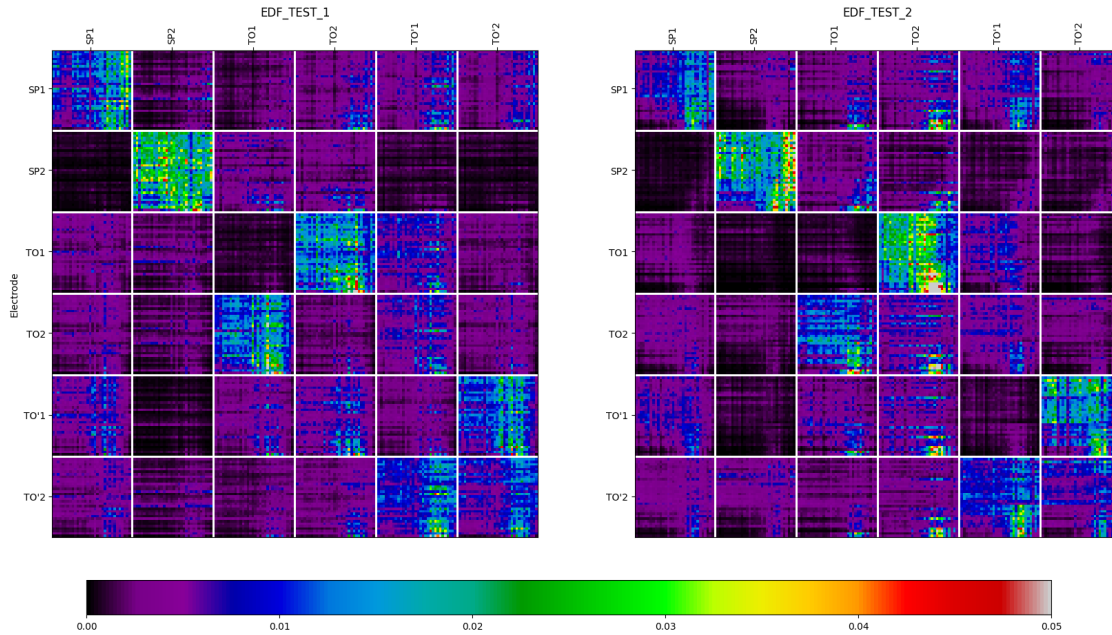 EDF_TEST_1
EDF_TEST_2
SP1
SP2
TO1
TO2
TO'1
TO'2
SP1
SP2
TO1
TO2
TO'1
TO'2
SP1
SP2
TO1
TO2
TO'1
TO'2
Electrode
SP1
SP2
TO1
TO2
TO'1
TO'2
0.00 0.01 0.02 0.03 0.04 0.05